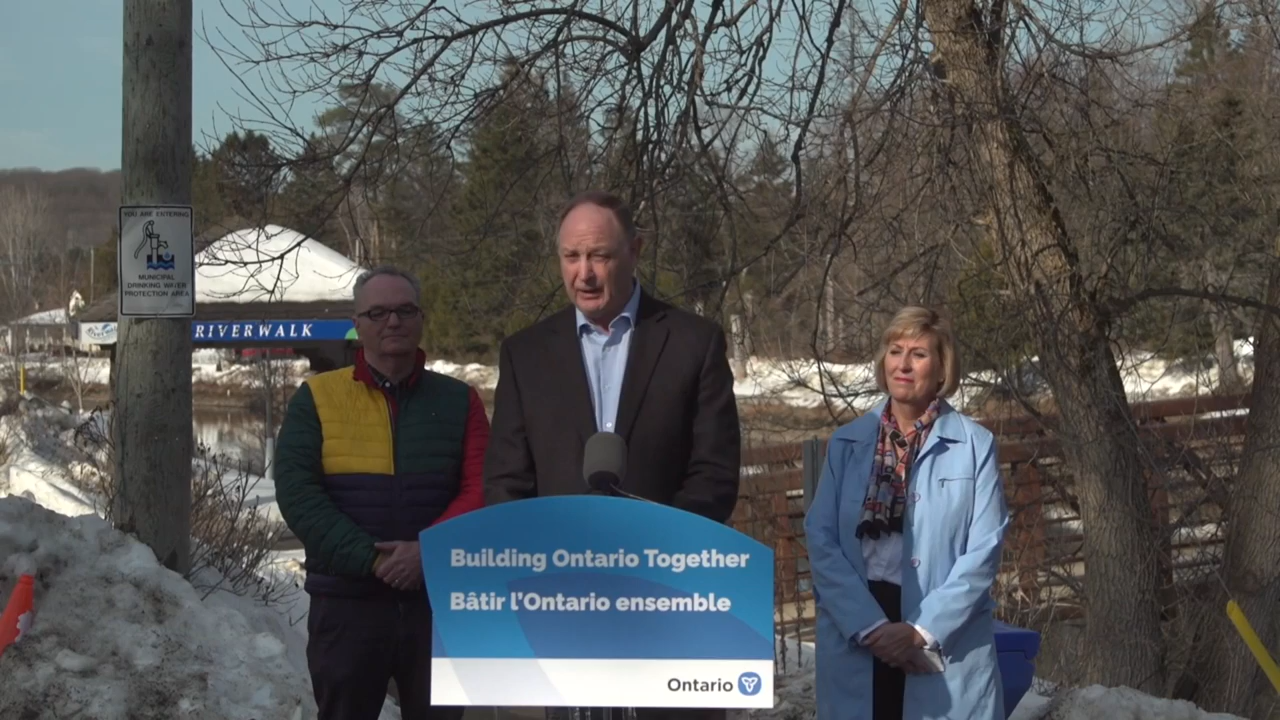 YOU ARE ENTERING
MUNICIPAL
DRINKING WATER
PROTECTION AREA
RIVERWALK
Building Ontario Together
Bâtir l'Ontario ensemble
Ontario